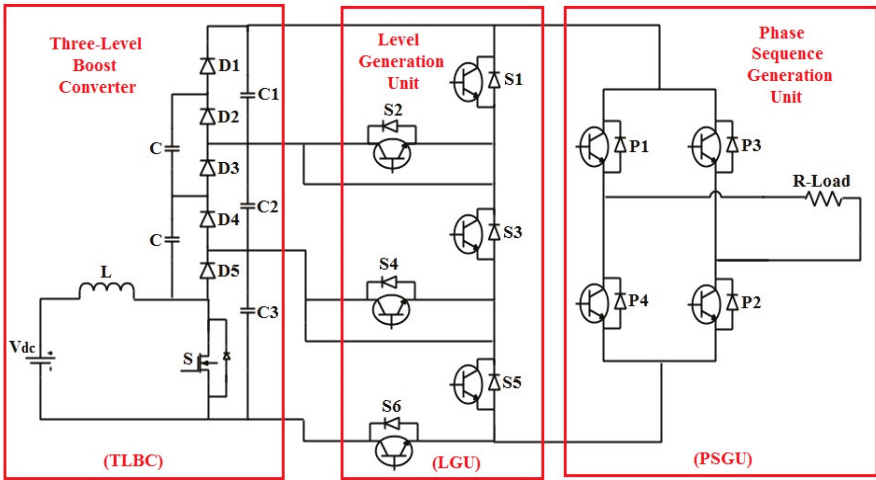 Three-Level
Boost
Converter
Level
Generation
Unit
Phase
Sequence
Generation
Unit
D1
C1
S1
D2
S2
C
P1
P3
D3
R-Load
C2
D4
S3
C
D5
S4
L
P4
P2
C3
Vdc
S
S5
S6
(TLBC)
(LGU)
(PSGU)